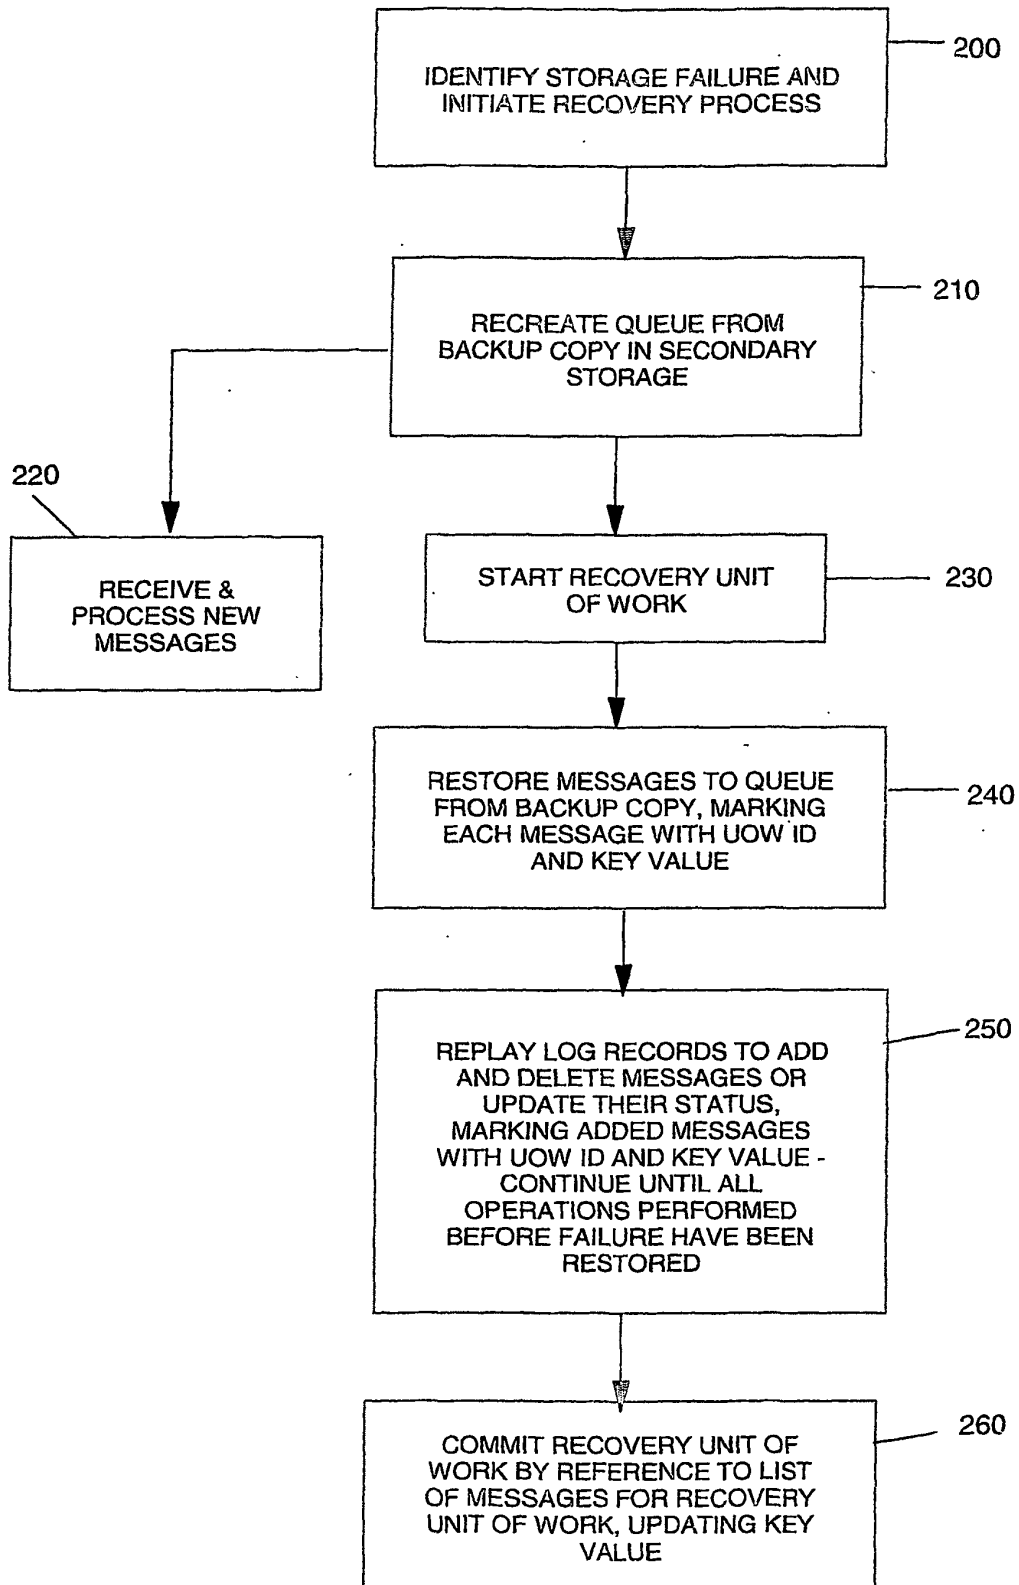 IDENTIFY STORAGE FAILURE AND
INITIATE RECOVERY PROCESS
200
RECREATE QUEUE FROM
BACKUP COPY IN SECONDARY
STORAGE
210
220
RECEIVE &
PROCESS NEW
MESSAGES
START RECOVERY UNIT
OF WORK
230
RESTORE MESSAGES TO QUEUE
FROM BACKUP COPY, MARKING
EACH MESSAGE WITH UOW ID
AND KEY VALUE
240
REPLAY LOG RECORDS TO ADD
AND DELETE MESSAGES OR
UPDATE THEIR STATUS,
MARKING ADDED MESSAGES
WITH UOW ID AND KEY VALUE -
CONTINUE UNTIL ALL
OPERATIONS PERFORMED
BEFORE FAILURE HAVE BEEN
RESTORED
250
COMMIT RECOVERY UNIT OF
WORK BY REFERENCE TO LIST
OF MESSAGES FOR RECOVERY
UNIT OF WORK, UPDATING KEY
VALUE
260